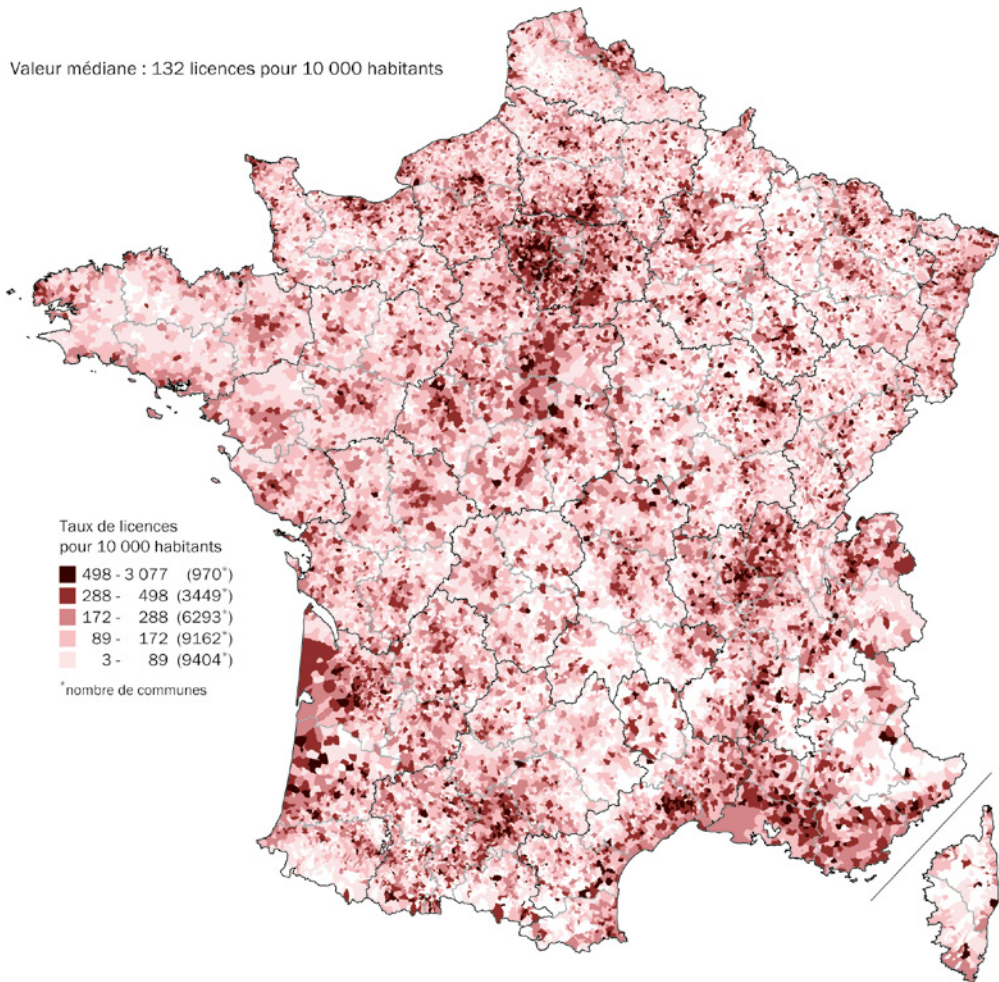 Valeur médiane : 132 licences pour 10 000 habitants
Taux de licences
pour 10 000 habitants
498 - 3 077 (970*)
288 - 498 (3449*)
172 - 288 (6293*)
89 - 172 (9162*)
3 - 89 (9404*)
*nombre de communes